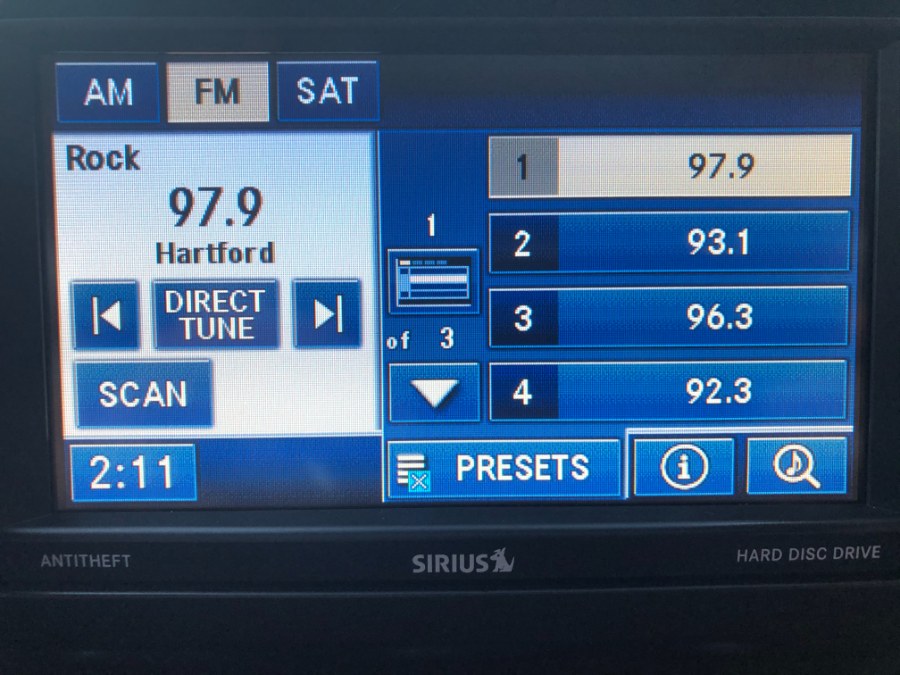 AM FM SAT
Rock
97.9
Hartford
DIRECT
TUNE
SCAN
2:11
1
of 3
1 97.9
2 93.1
3 96.3
4 92.3
PRESETS
i
ANTITHEFT SIRIUS HARD DISC DRIVE